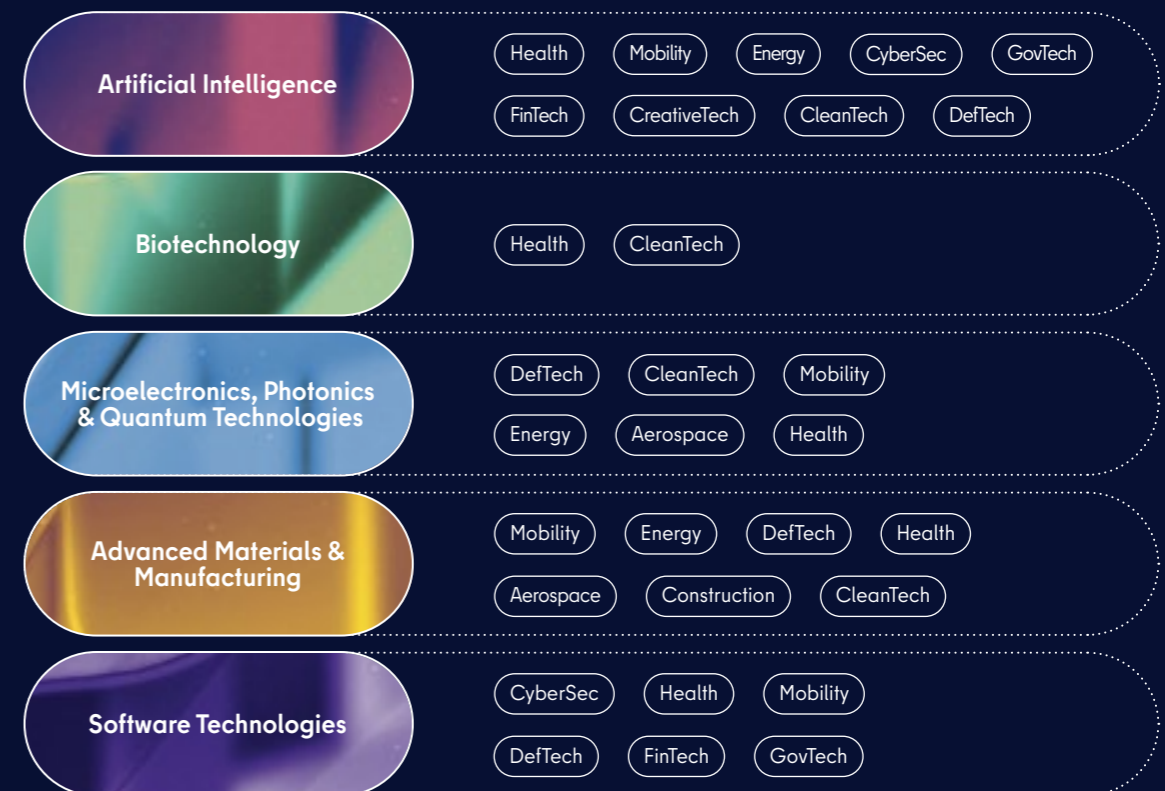 Artificial Intelligence
Health Mobility Energy CyberSec GovTech
FinTech CreativeTech CleanTech DefTech
Biotechnology
Health CleanTech
Microelectronics, Photonics
& Quantum Technologies
DefTech CleanTech Mobility
Energy Aerospace Health
Advanced Materials &
Manufacturing
Mobility Energy DefTech Health
Aerospace Construction CleanTech
Software Technologies
CyberSec Health Mobility
DefTech FinTech GovTech